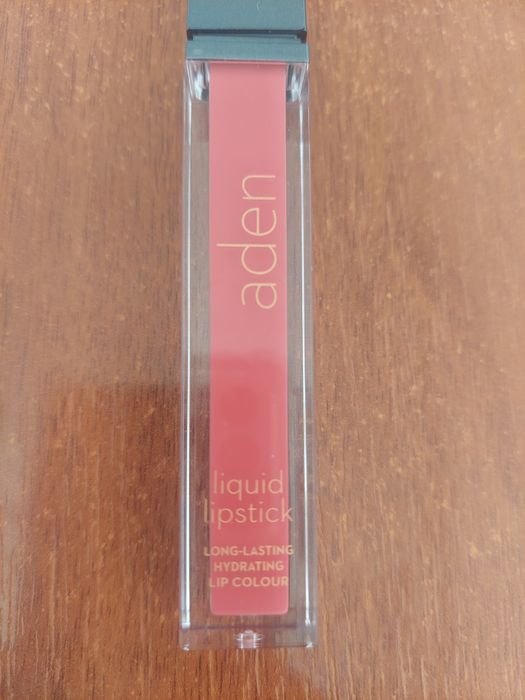 aden
liquid
lipstick
LONG-LASTING
HYDRATING
LIP COLOUR